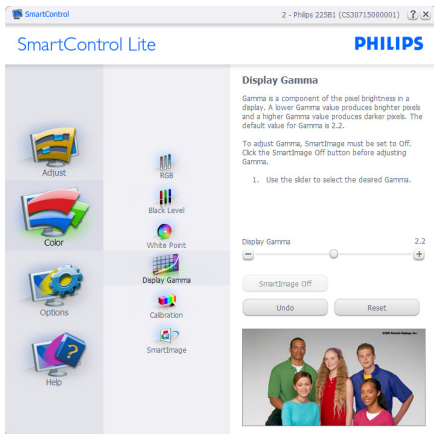 SmartControl
2 - Philips 225B1 (CS30715000001)
SmartControl Lite
PHILIPS
Adjust
Color
Options
Help
RGB
Black Level
White Point
Display Gamma
Calibration
SmartImage
Display Gamma
Gamma is a component of the pixel brightness in a
display. A lower Gamma value produces brighter pixels
and a higher Gamma value produces darker pixels. The
default value for Gamma is 2.2.
To adjust Gamma, SmartImage must be set to Off.
Click the SmartImage Off button before adjusting
Gamma.
1. Use the slider to select the desired Gamma.
Display Gamma 2.2
SmartImage Off
Undo Reset